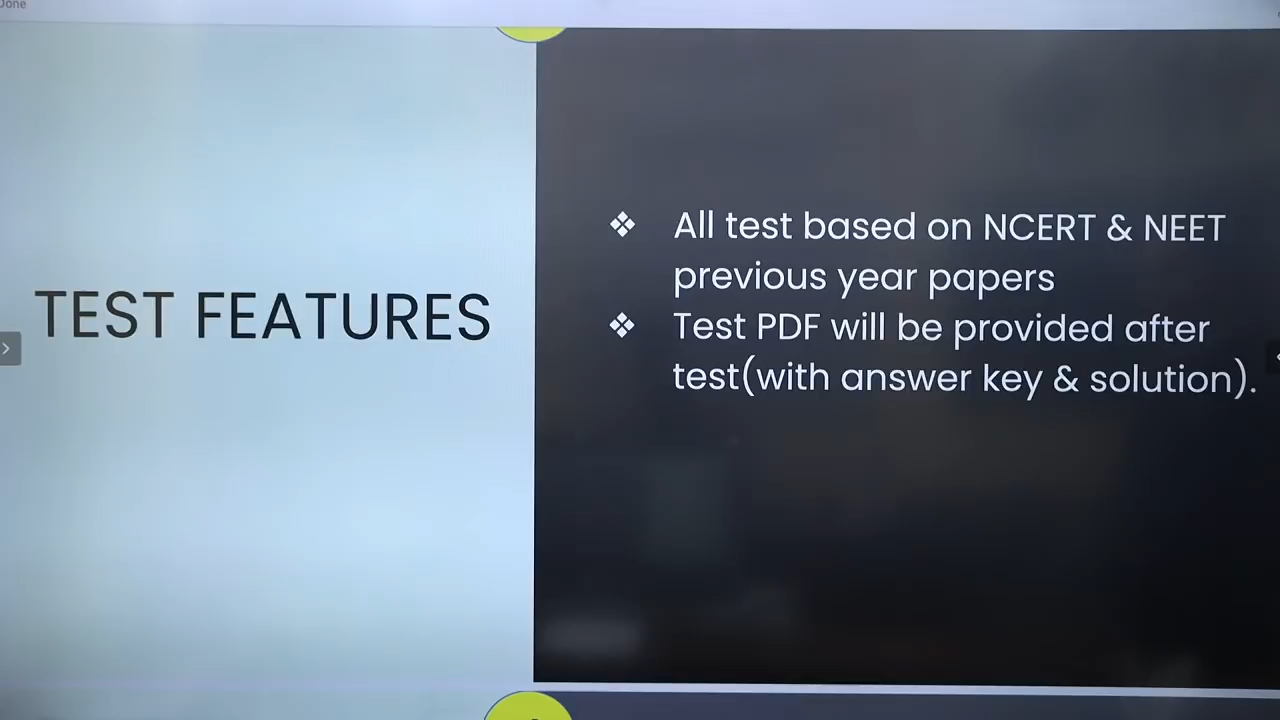 Done
TEST FEATURES
❖ All test based on NCERT & NEET
previous year papers
❖ Test PDF will be provided after
test(with answer key & solution).